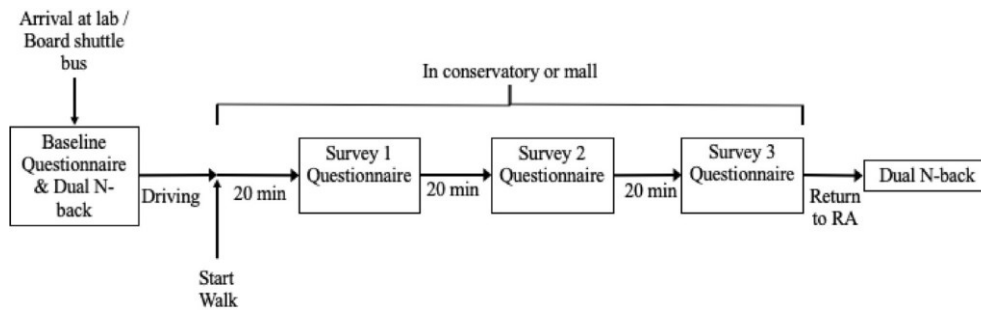 Arrival at lab /
Board shuttle
bus
In conservatory or mall
Baseline
Questionnaire
& Dual N-
back
Driving
Start
Walk
20 min
Survey 1
Questionnaire
20 min
Survey 2
Questionnaire
20 min
Survey 3
Questionnaire
Return
to RA
Dual N-back